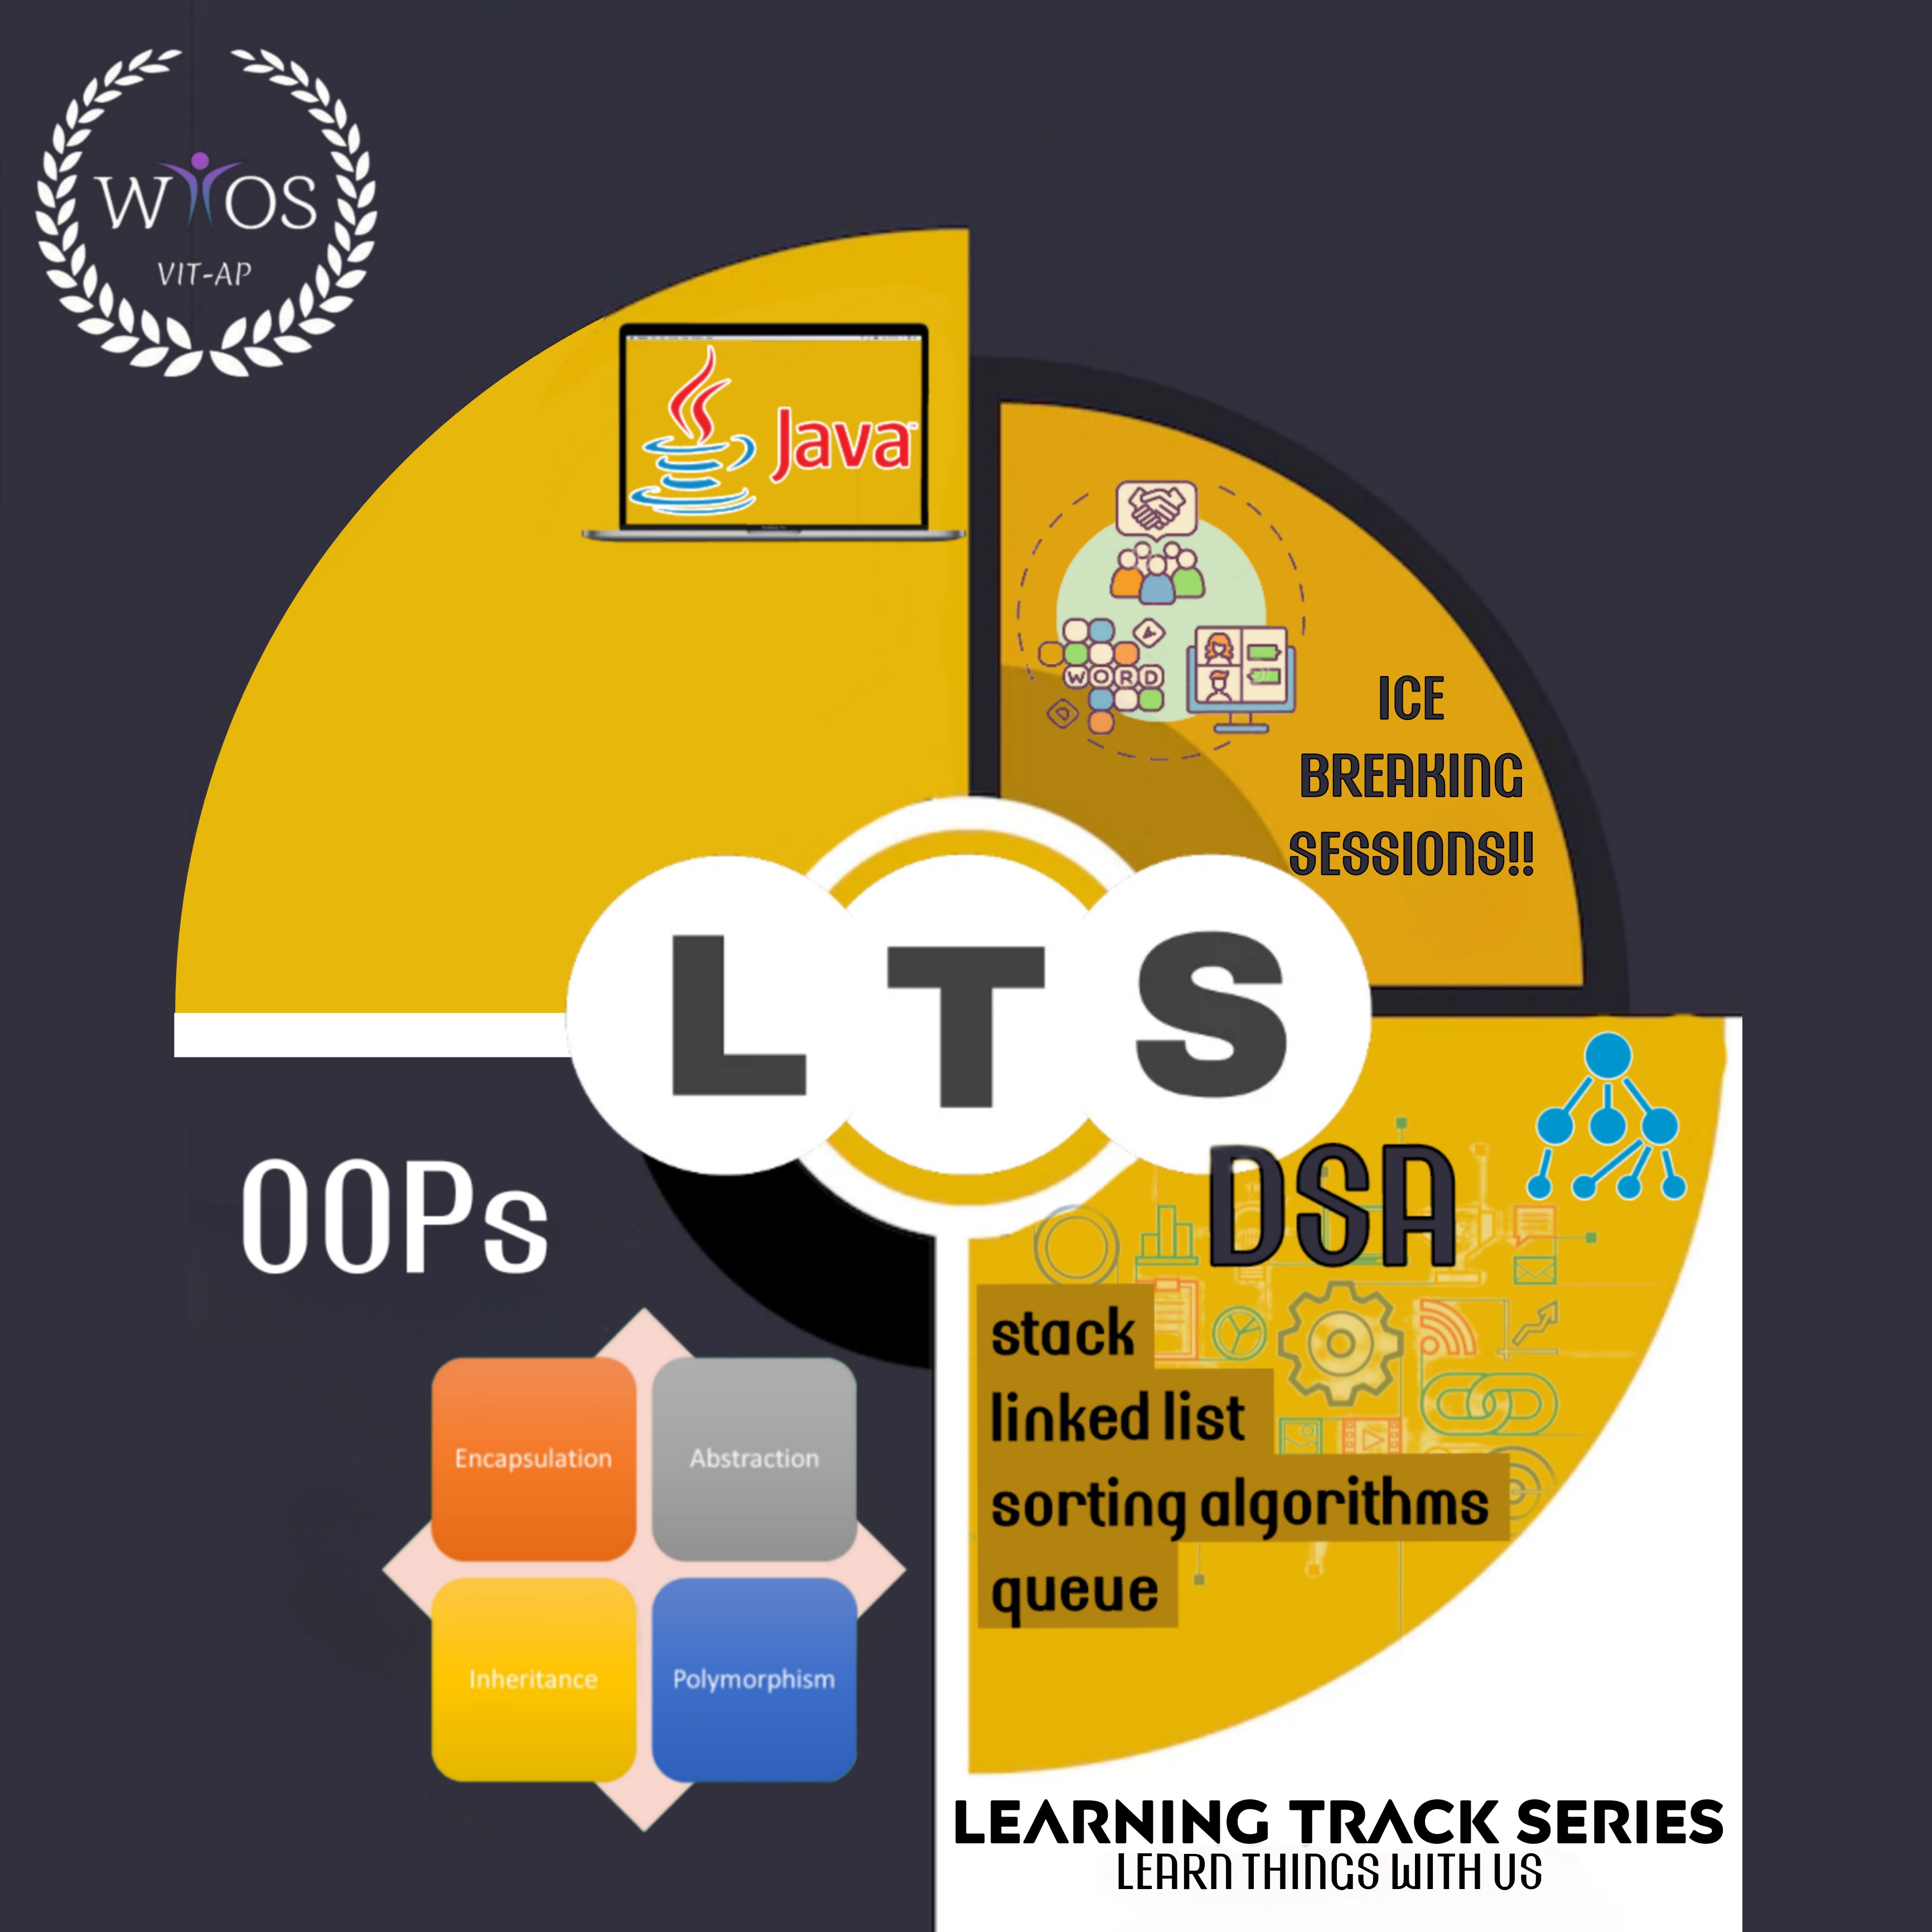 WiOS
VIT-AP
Java
ICE
BREAKING
SESSIONS!!
WORD
LTS
OOPs
DSA
stack
linked list
sorting algorithms
queue
Encapsulation
Abstraction
Inheritance
Polymorphism
LEARNING TRACK SERIES
LEARN THINGS WITH US